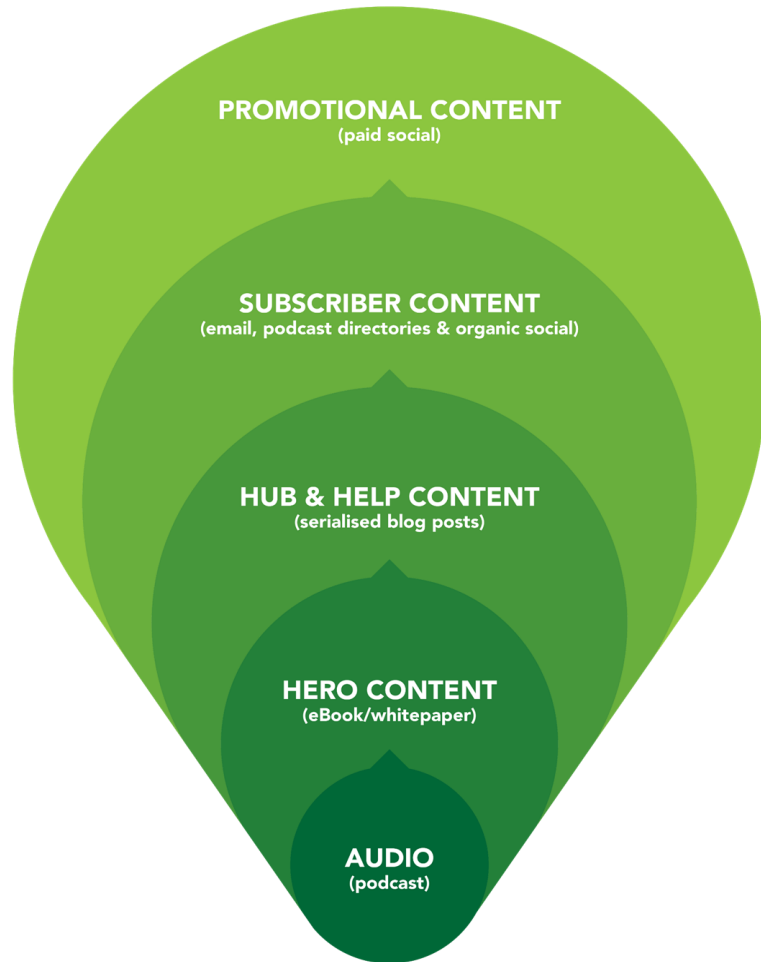 PROMOTIONAL CONTENT
(paid social)
SUBSCRIBER CONTENT
(email, podcast directories & organic social)
HUB & HELP CONTENT
(serialised blog posts)
HERO CONTENT
(eBook/whitepaper)
AUDIO
(podcast)